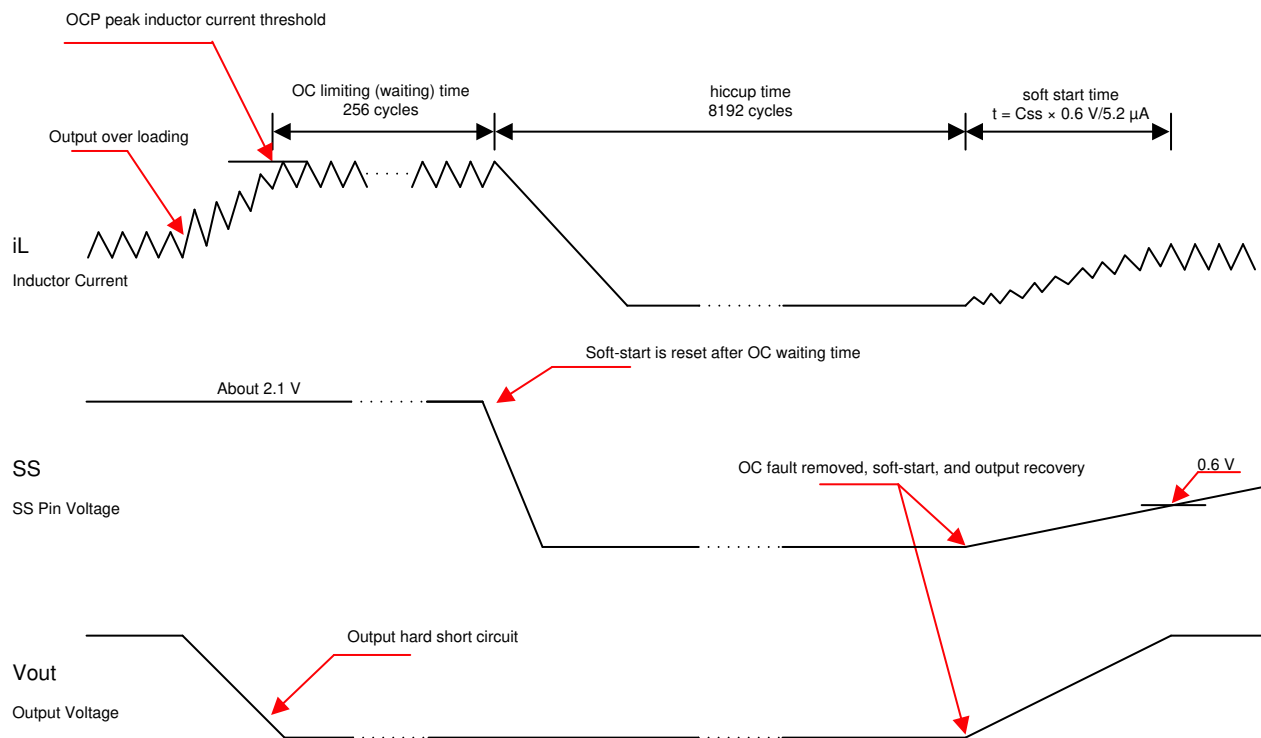 OCP peak inductor current threshold
OC limiting (waiting) time
256 cycles
hiccup time
8192 cycles
soft start time
t = Css × 0.6 V/5.2 µA
Output over loading
iL
Inductor Current
Soft-start is reset after OC waiting time
About 2.1 V
SS
SS Pin Voltage
OC fault removed, soft-start, and output recovery
0.6 V
Output hard short circuit
Vout
Output Voltage